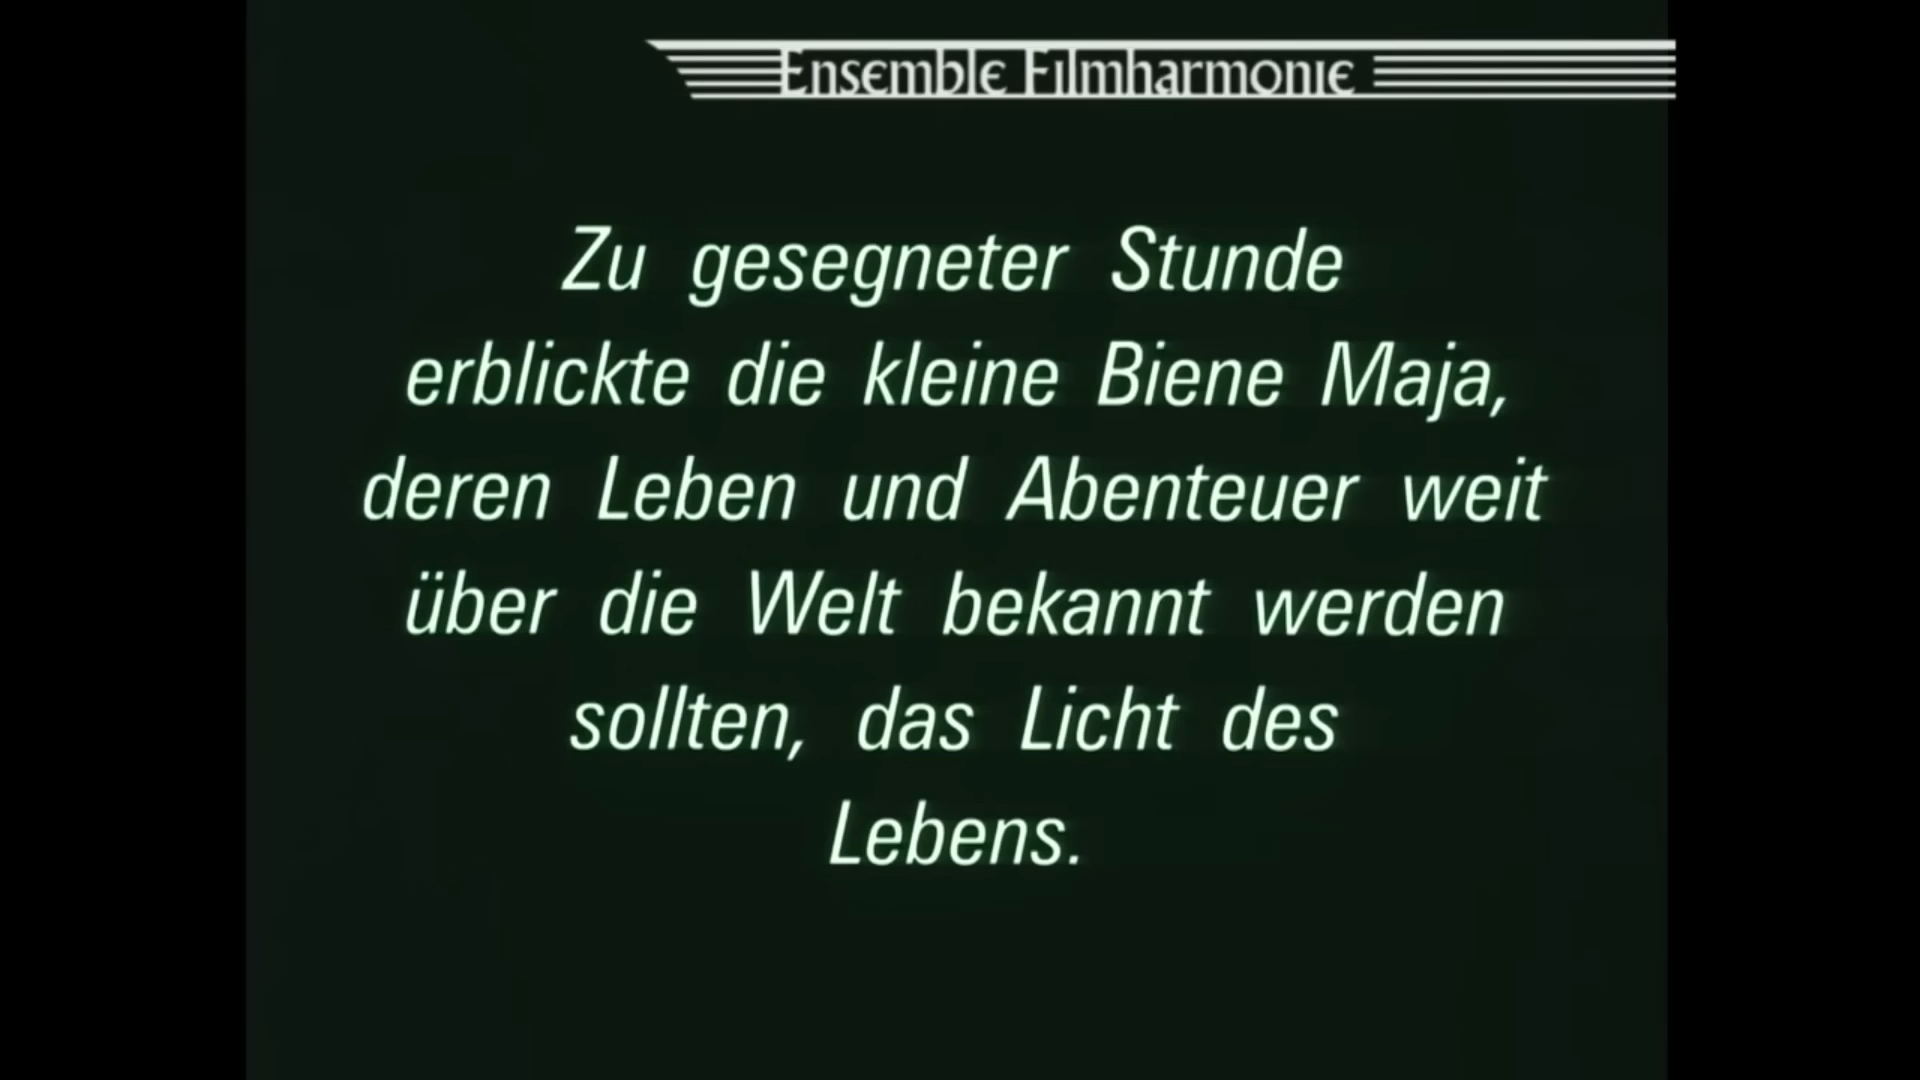 Ensemble Filmharmonie
Zu gesegneter Stunde
erblickte die kleine Biene Maja,
deren Leben und Abenteuer weit
über die Welt bekannt werden
sollten, das Licht des
Lebens.